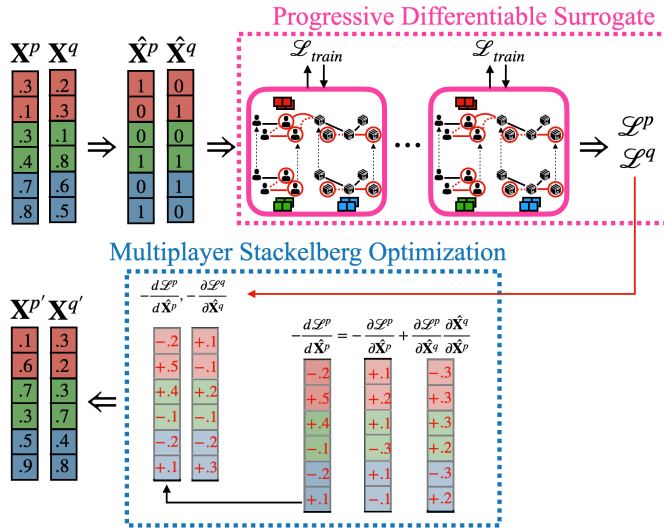 Progressive Differentiable Surrogate
X^p X^q
X̂^p X̂^q
ℒ_train ℒ_train
.3 .2 1 0
.1 .3 0 1
.3 .1 0 0
.4 .8 1 1
.7 .6 0 1
.8 .5 1 0
⇒ ⇒ ... ⇒
ℒ^p
ℒ^q
Multiplayer Stackelberg Optimization
X^p′ X^q′
-dℒ^p/dX̂^p, -∂ℒ^q/∂X̂^q
-dℒ^p/dX̂^p = -∂ℒ^p/∂X̂^p + ∂ℒ^p/∂X̂^q ∂X̂^q/∂X̂^p
.1 .3
.6 .2
.7 .3
.3 .7
.5 .4
.9 .8
⇐
-.2 +.1
+.5 -.1
+.4 +.2
-.1 -.1
-.2 -.2
+.1 +.3
-.2 +.1 -.3
+.5 +.2 +.3
+.4 +.1 +.3
-.1 -.3 +.2
-.2 +.1 -.3
+.1 -.1 +.2